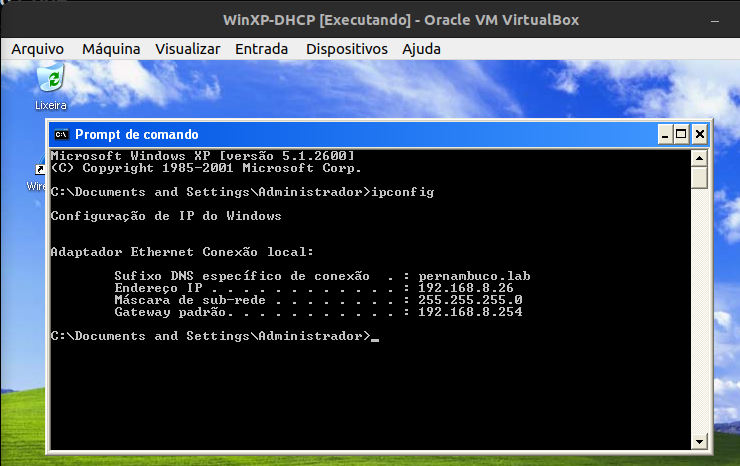 WinXP-DHCP [Executando] - Oracle VM VirtualBox
Arquivo Máquina Visualizar Entrada Dispositivos Ajuda
Lixeira
Prompt de comando
Microsoft Windows XP [versão 5.1.2600]
(C) Copyright 1985-2001 Microsoft Corp.
C:\Documents and Settings\Administrador>ipconfig
Configuração de IP do Windows
Adaptador Ethernet Conexão local:
Sufixo DNS específico de conexão . : pernambuco.lab
Endereço IP . . . . . . . . . . . . : 192.168.8.26
Máscara de sub-rede . . . . . . . . : 255.255.255.0
Gateway padrão. . . . . . . . . . . : 192.168.8.254
C:\Documents and Settings\Administrador>_